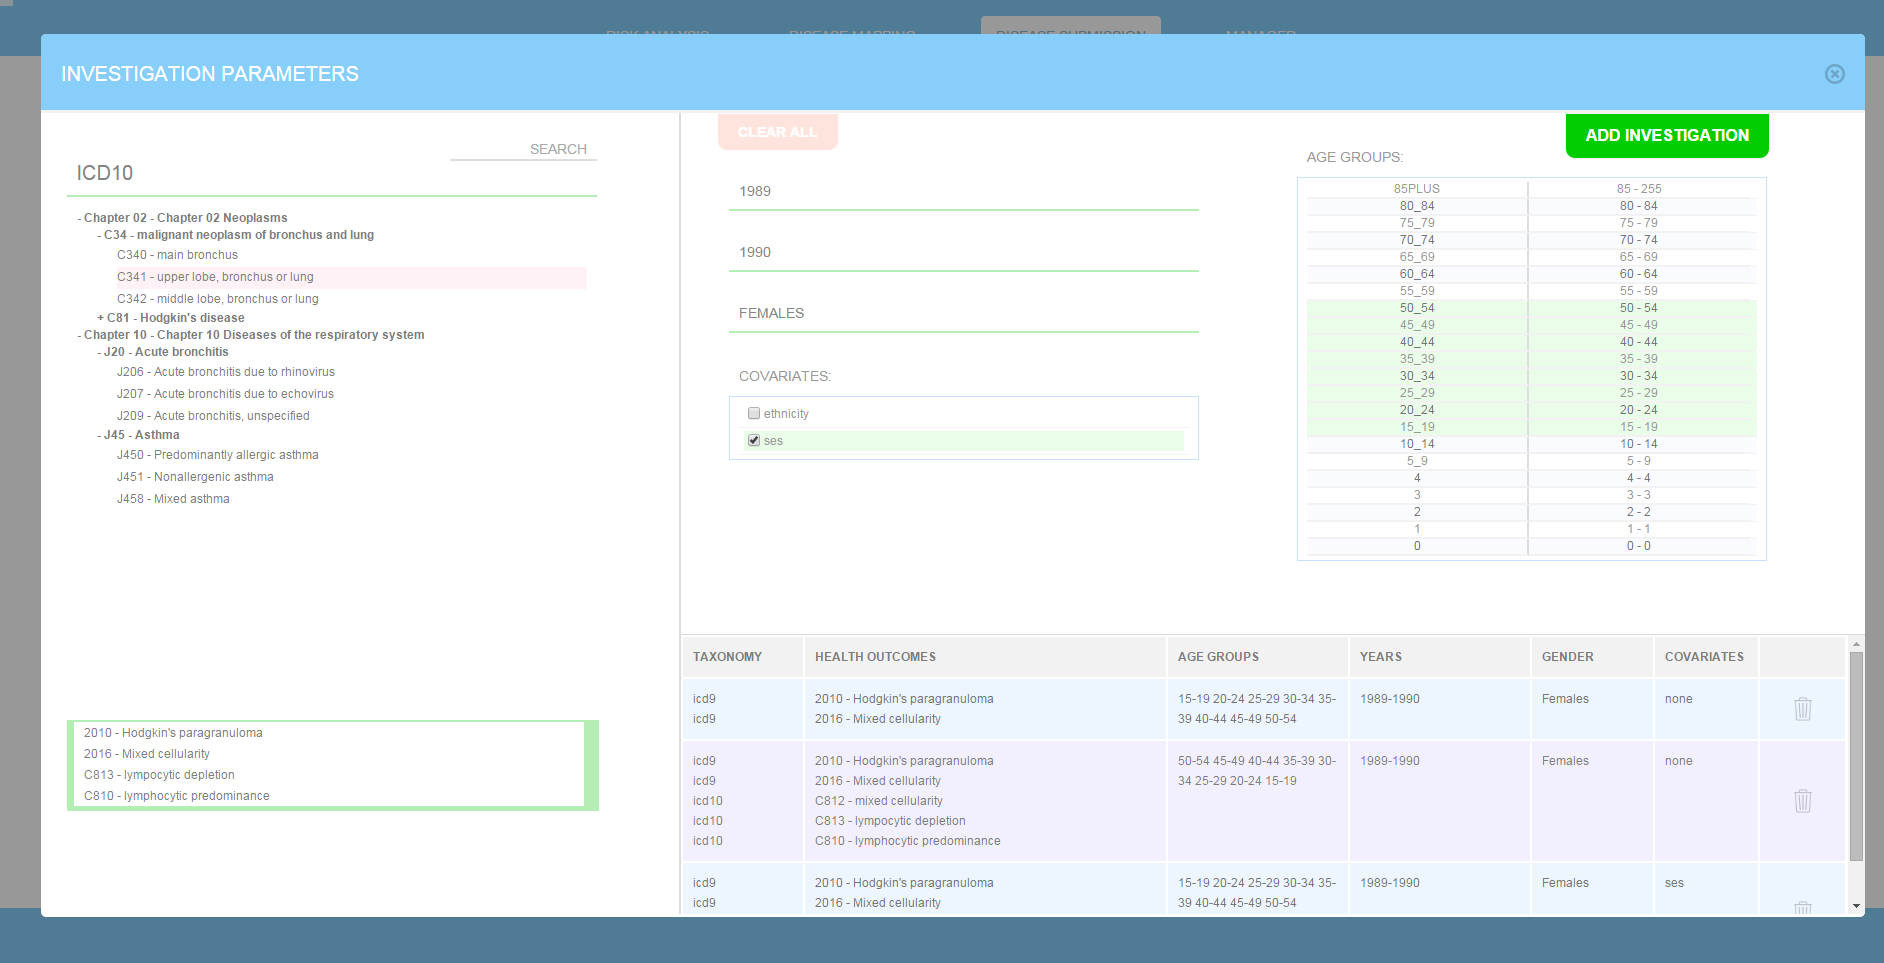 RISK ANALYSIS DISEASE MAPPING DISEASE SUBMISSION MANAGER
INVESTIGATION PARAMETERS
SEARCH
ICD10
- Chapter 02 - Chapter 02 Neoplasms
- C34 - malignant neoplasm of bronchus and lung
C340 - main bronchus
C341 - upper lobe, bronchus or lung
C342 - middle lobe, bronchus or lung
+ C81 - Hodgkin's disease
- Chapter 10 - Chapter 10 Diseases of the respiratory system
- J20 - Acute bronchitis
J206 - Acute bronchitis due to rhinovirus
J207 - Acute bronchitis due to echovirus
J209 - Acute bronchitis, unspecified
- J45 - Asthma
J450 - Predominantly allergic asthma
J451 - Nonallergenic asthma
J458 - Mixed asthma
2010 - Hodgkin's paragranuloma
2016 - Mixed cellularity
C813 - lympocytic depletion
C810 - lymphocytic predominance
CLEAR ALL
1989
1990
FEMALES
COVARIATES:
ethnicity
ses
ADD INVESTIGATION
AGE GROUPS:
85PLUS 85 - 255
80_84 80 - 84
75_79 75 - 79
70_74 70 - 74
65_69 65 - 69
60_64 60 - 64
55_59 55 - 59
50_54 50 - 54
45_49 45 - 49
40_44 40 - 44
35_39 35 - 39
30_34 30 - 34
25_29 25 - 29
20_24 20 - 24
15_19 15 - 19
10_14 10 - 14
5_9 5 - 9
4 4 - 4
3 3 - 3
2 2 - 2
1 1 - 1
0 0 - 0
TAXONOMY HEALTH OUTCOMES AGE GROUPS YEARS GENDER COVARIATES
icd9 2010 - Hodgkin's paragranuloma 15-19 20-24 25-29 30-34 35- 1989-1990 Females none
icd9 2016 - Mixed cellularity 39 40-44 45-49 50-54
icd9 2010 - Hodgkin's paragranuloma 50-54 45-49 40-44 35-39 30- 1989-1990 Females none
icd9 2016 - Mixed cellularity 34 25-29 20-24 15-19
icd10 C812 - mixed cellularity
icd10 C813 - lympocytic depletion
icd10 C810 - lymphocytic predominance
icd9 2010 - Hodgkin's paragranuloma 15-19 20-24 25-29 30-34 35- 1989-1990 Females ses
icd9 2016 - Mixed cellularity 39 40-44 45-49 50-54